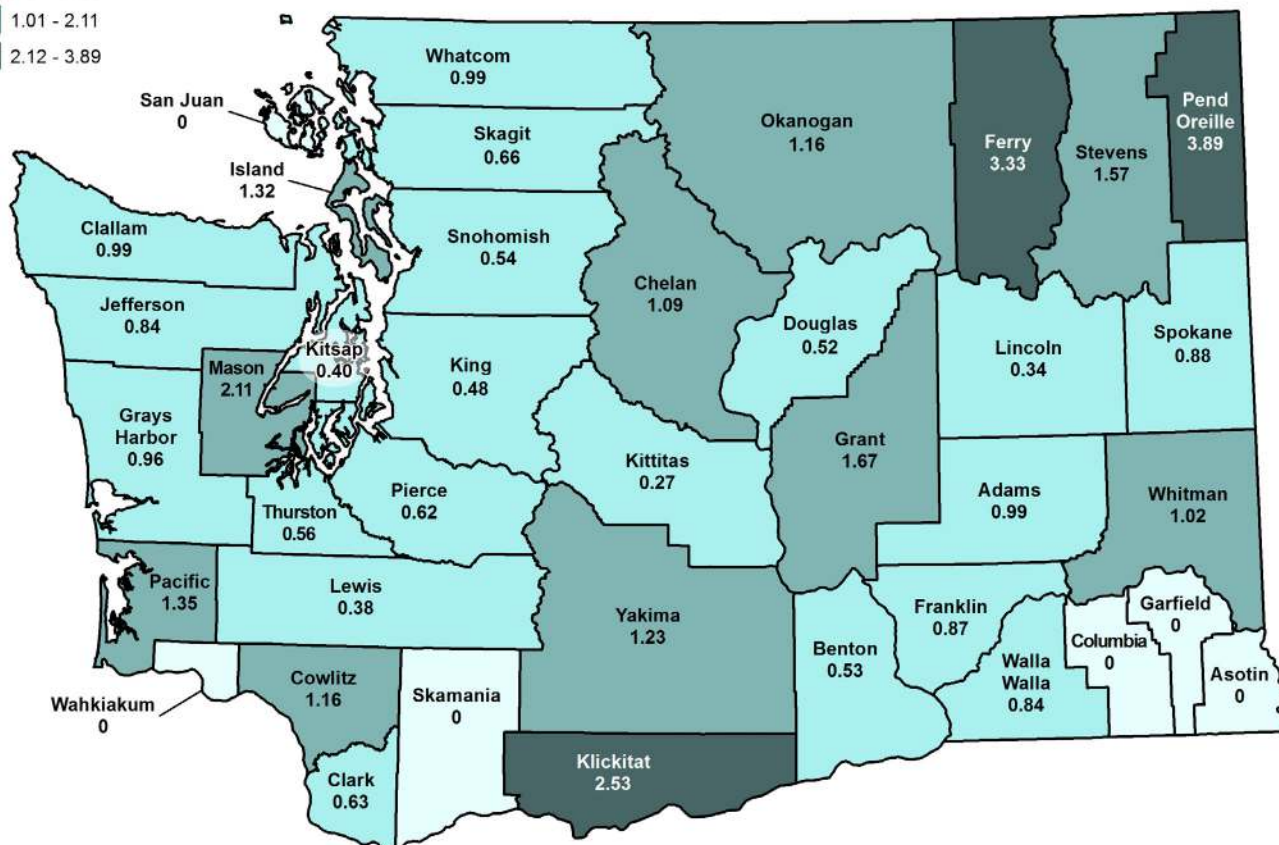 1.01 - 2.11
2.12 - 3.89
Whatcom
0.99
San Juan
0
Skagit
0.66
Island
1.32
Okanogan
1.16
Ferry
3.33
Stevens
1.57
Pend
Oreille
3.89
Clallam
0.99
Snohomish
0.54
Chelan
1.09
Jefferson
0.84
Douglas
0.52
Lincoln
0.34
Spokane
0.88
Kitsap
0.40
Mason
2.11
King
0.48
Grays
Harbor
0.96
Grant
1.67
Kittitas
0.27
Pierce
0.62
Adams
0.99
Whitman
1.02
Thurston
0.56
Pacific
1.35
Lewis
0.38
Yakima
1.23
Franklin
0.87
Garfield
0
Columbia
0
Benton
0.53
Walla
Walla
0.84
Asotin
0
Wahkiakum
0
Cowlitz
1.16
Skamania
0
Klickitat
2.53
Clark
0.63